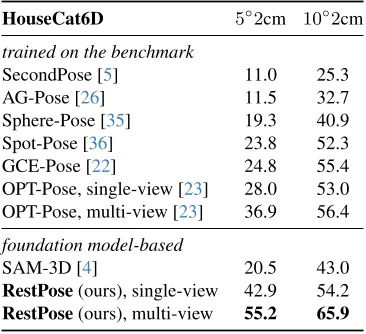 HouseCat6D 5°2cm 10°2cm
trained on the benchmark
SecondPose [5] 11.0 25.3
AG-Pose [26] 11.5 32.7
Sphere-Pose [35] 19.3 40.9
Spot-Pose [36] 23.8 52.3
GCE-Pose [22] 24.8 55.4
OPT-Pose, single-view [23] 28.0 53.0
OPT-Pose, multi-view [23] 36.9 56.4
foundation model-based
SAM-3D [4] 20.5 43.0
RestPose (ours), single-view 42.9 54.2
RestPose (ours), multi-view 55.2 65.9